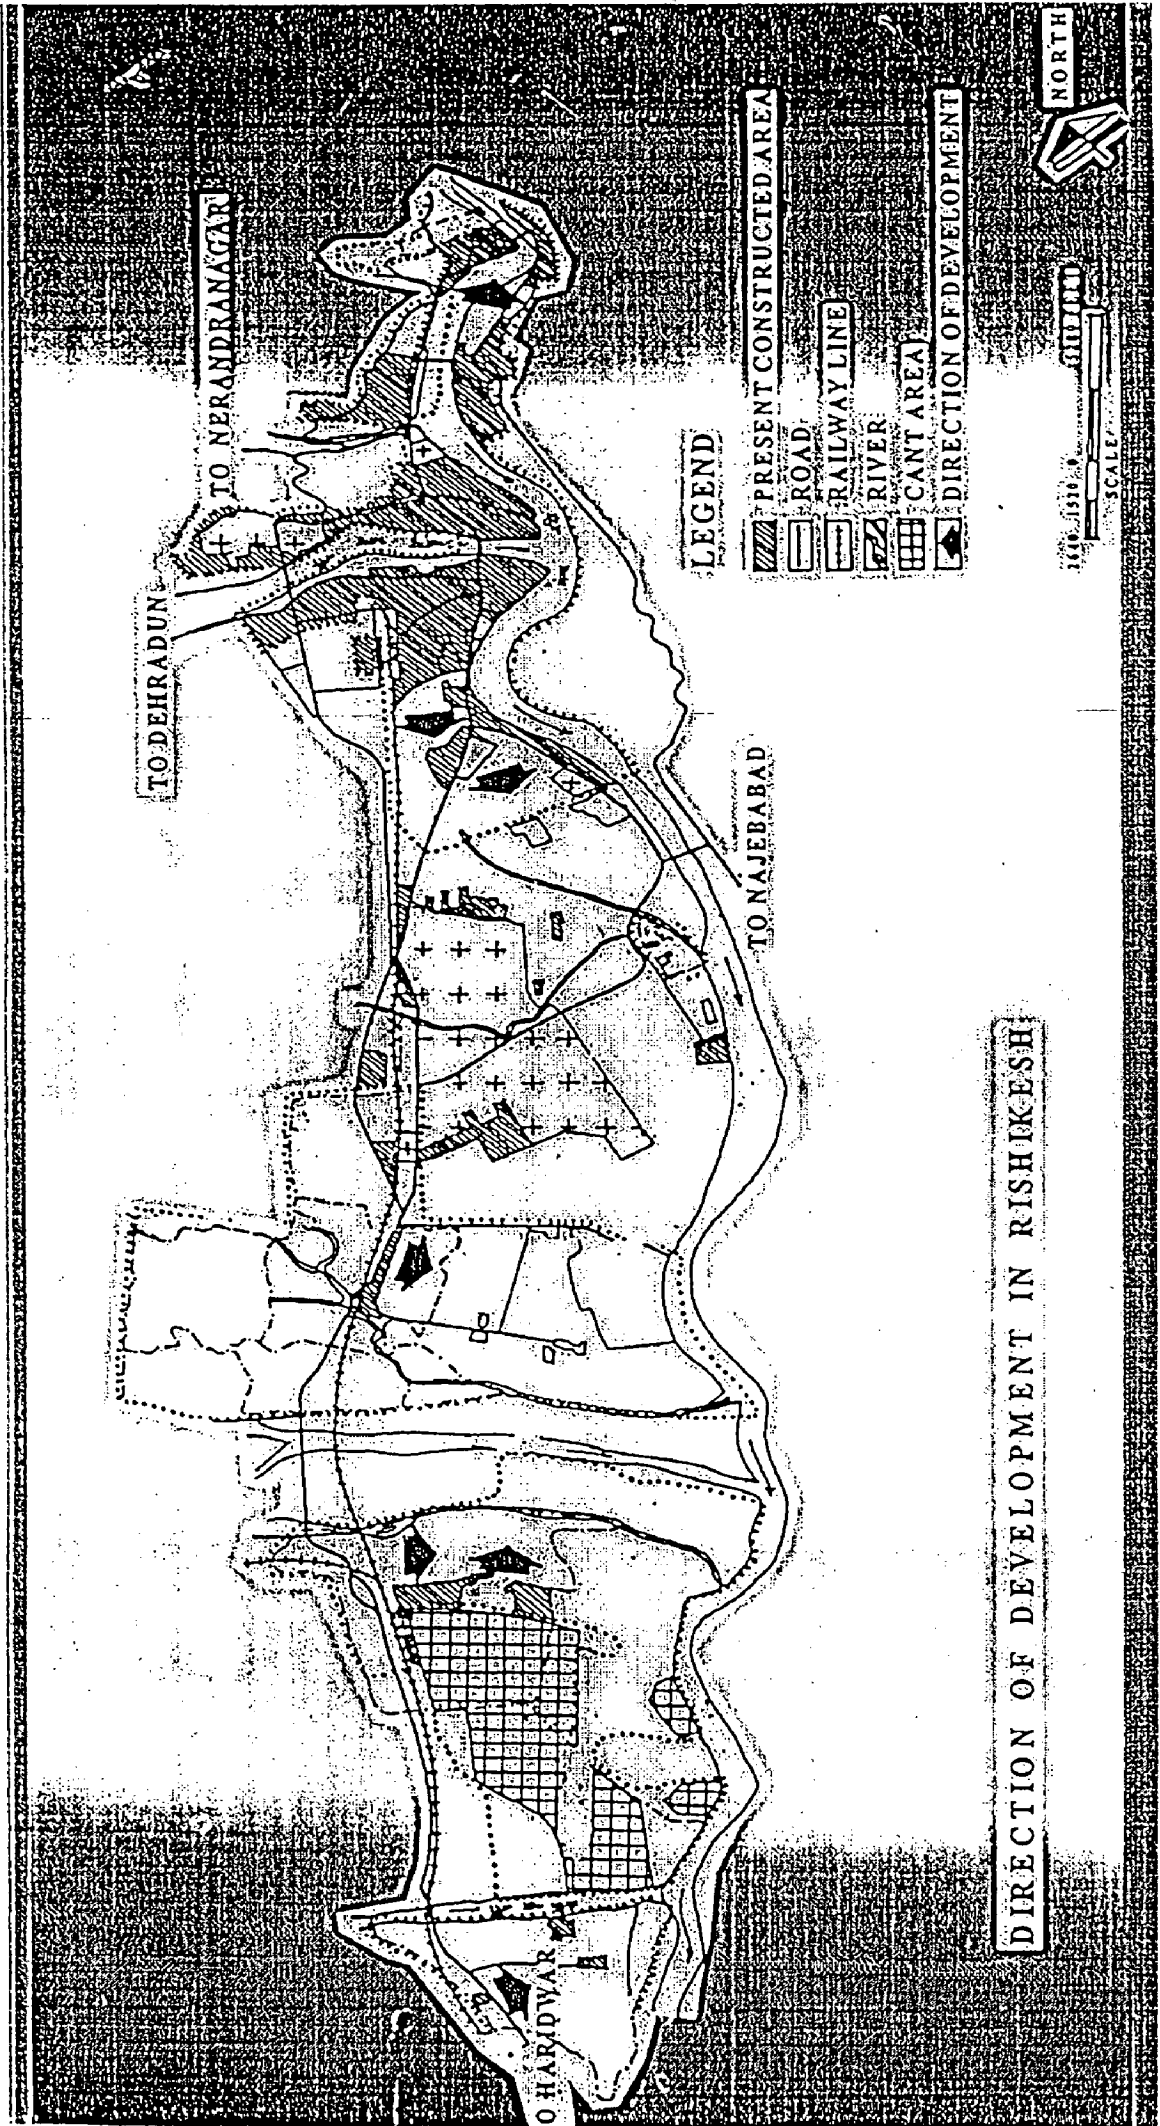 TO DEHRADUN
TO NERANDRANAGAR
TO NAJEBABAD
O HARIDWAR
LEGEND
PRESENT CONSTRUCTED AREA
ROAD
RAILWAY LINE
RIVER
CANT AREA
DIRECTION OF DEVELOPMENT
NORTH
SCALE
DIRECTION OF DEVELOPMENT IN RISHIKESH